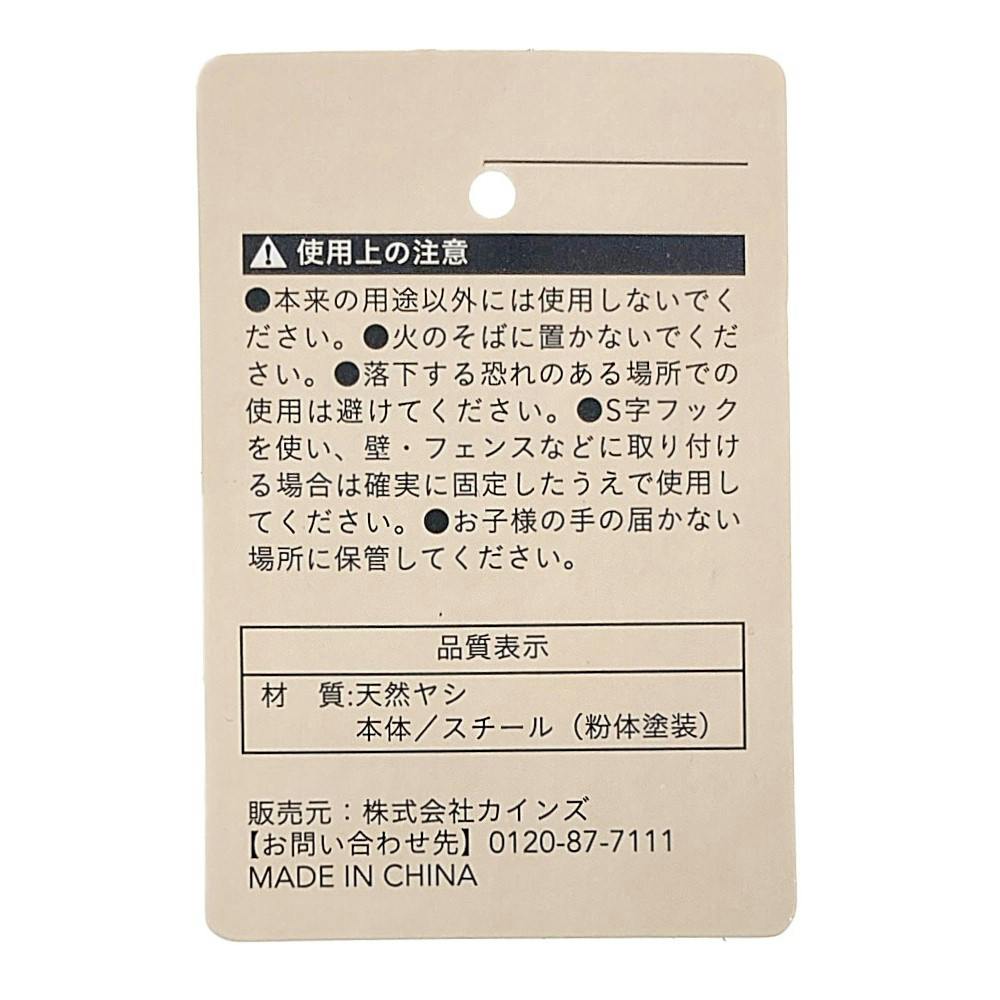 使用上の注意
●本来の用途以外には使用しないでく
ださい。●火のそばに置かないでくだ
さい。●落下する恐れのある場所での
使用は避けてください。●S字フック
を使い、壁・フェンスなどに取り付け
る場合は確実に固定したうえで使用し
てください。●お子様の手の届かない
場所に保管してください。
品質表示
材　質:天然ヤシ
本体／スチール（粉体塗装）
販売元：株式会社カインズ
【お問い合わせ先】0120-87-7111
MADE IN CHINA